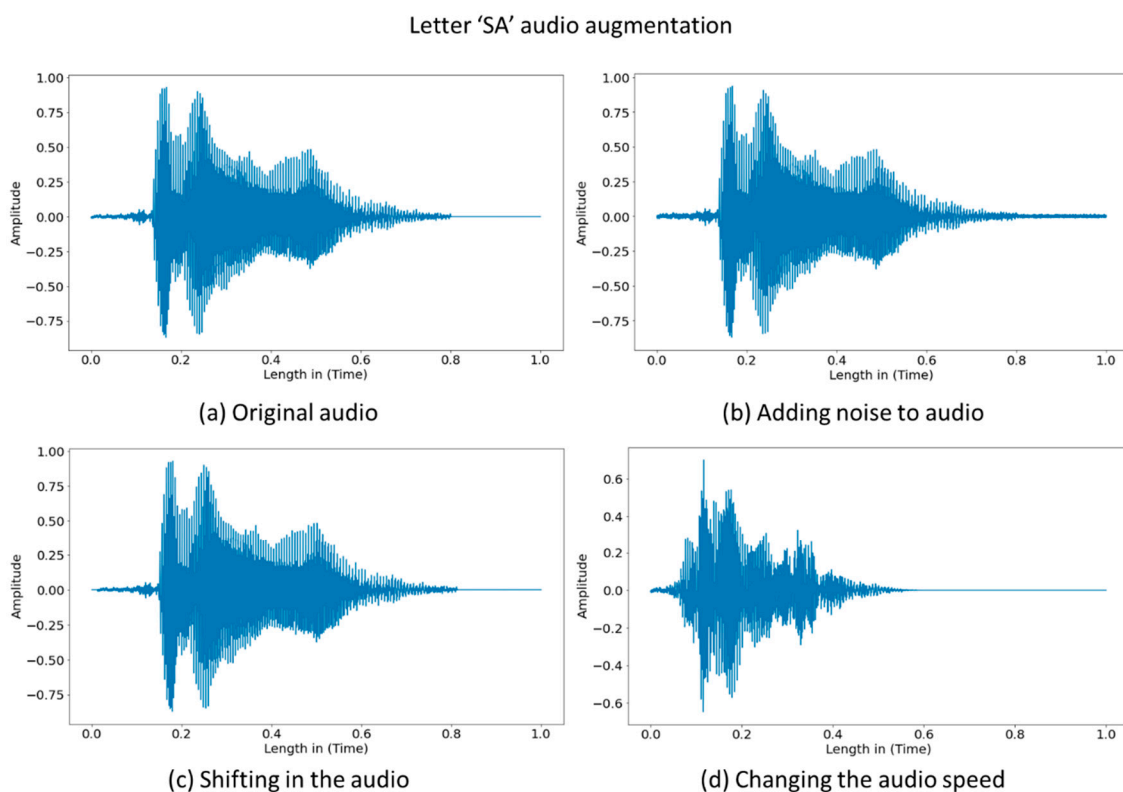 Letter ‘SA’ audio augmentation
1.00
0.75
0.50
0.25
0.00
−0.25
−0.50
−0.75
Amplitude
0.0 0.2 0.4 0.6 0.8 1.0
Length in (Time)
(a) Original audio
1.00
0.75
0.50
0.25
0.00
−0.25
−0.50
−0.75
Amplitude
0.0 0.2 0.4 0.6 0.8 1.0
Length in (Time)
(b) Adding noise to audio
1.00
0.75
0.50
0.25
0.00
−0.25
−0.50
−0.75
Amplitude
0.0 0.2 0.4 0.6 0.8 1.0
Length in (Time)
(c) Shifting in the audio
0.6
0.4
0.2
0.0
−0.2
−0.4
−0.6
Amplitude
0.0 0.2 0.4 0.6 0.8 1.0
Length in (Time)
(d) Changing the audio speed